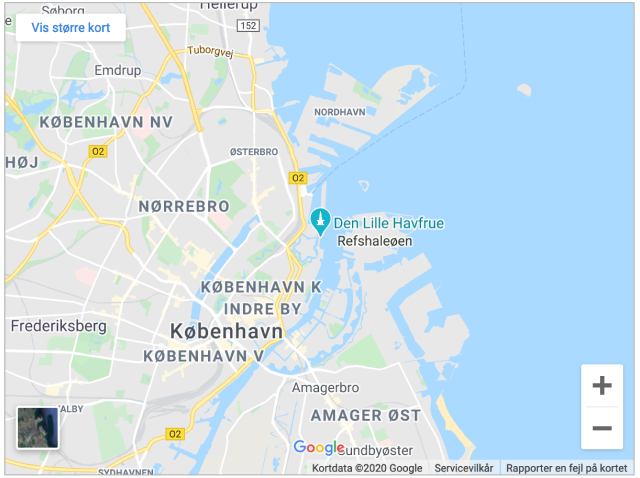 Søborg
Hellerup
Vis større kort
152
Tuborgvej
Emdrup
NORDHAVN
KØBENHAVN NV
O2
ØSTERBRO
HØJ
O2
NØRREBRO
Den Lille Havfrue
Refshaleøen
KØBENHAVN K
INDRE BY
Frederiksberg
København
KØBENHAVN V
Amagerbro
ALBY
AMAGER ØST
O2
Google
Sundbyøster
SYDHAVNEN
Kortdata ©2020 Google
Servicevilkår
Rapporter en fejl på kortet